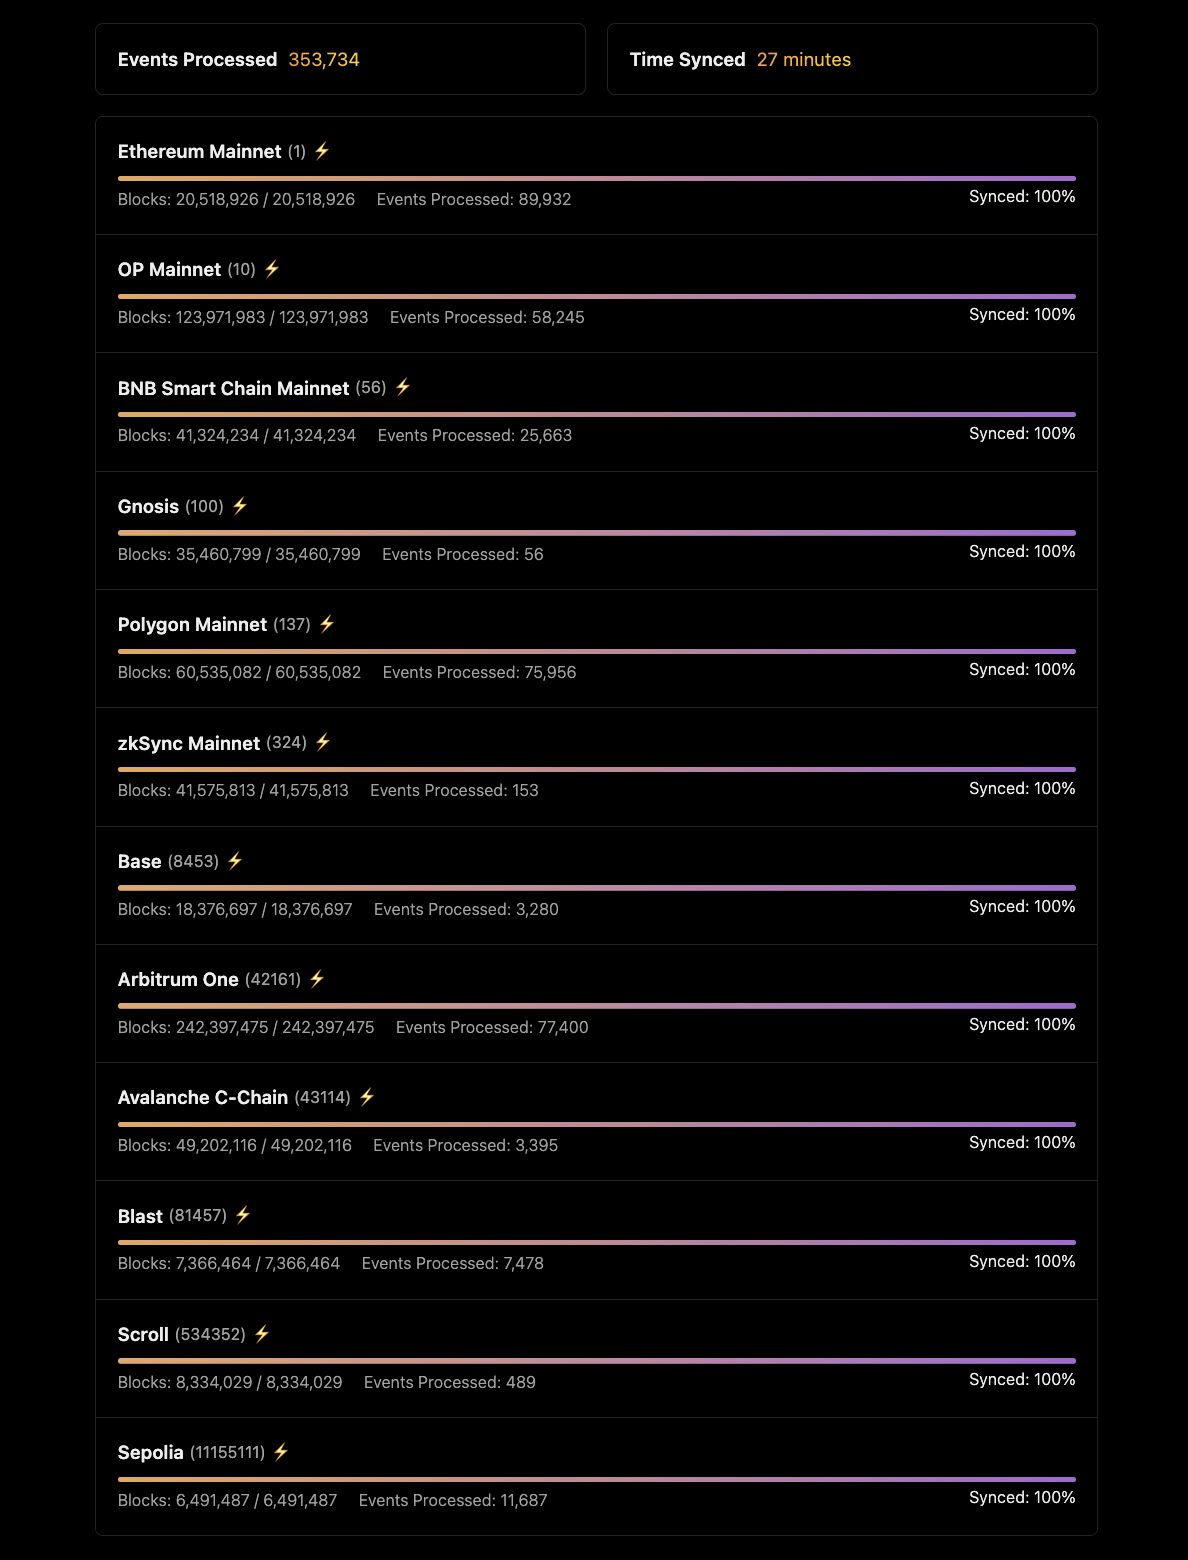 Events Processed 353,734
Time Synced 27 minutes
Ethereum Mainnet (1) ⚡
Blocks: 20,518,926 / 20,518,926 Events Processed: 89,932 Synced: 100%
OP Mainnet (10) ⚡
Blocks: 123,971,983 / 123,971,983 Events Processed: 58,245 Synced: 100%
BNB Smart Chain Mainnet (56) ⚡
Blocks: 41,324,234 / 41,324,234 Events Processed: 25,663 Synced: 100%
Gnosis (100) ⚡
Blocks: 35,460,799 / 35,460,799 Events Processed: 56 Synced: 100%
Polygon Mainnet (137) ⚡
Blocks: 60,535,082 / 60,535,082 Events Processed: 75,956 Synced: 100%
zkSync Mainnet (324) ⚡
Blocks: 41,575,813 / 41,575,813 Events Processed: 153 Synced: 100%
Base (8453) ⚡
Blocks: 18,376,697 / 18,376,697 Events Processed: 3,280 Synced: 100%
Arbitrum One (42161) ⚡
Blocks: 242,397,475 / 242,397,475 Events Processed: 77,400 Synced: 100%
Avalanche C-Chain (43114) ⚡
Blocks: 49,202,116 / 49,202,116 Events Processed: 3,395 Synced: 100%
Blast (81457) ⚡
Blocks: 7,366,464 / 7,366,464 Events Processed: 7,478 Synced: 100%
Scroll (534352) ⚡
Blocks: 8,334,029 / 8,334,029 Events Processed: 489 Synced: 100%
Sepolia (11155111) ⚡
Blocks: 6,491,487 / 6,491,487 Events Processed: 11,687 Synced: 100%